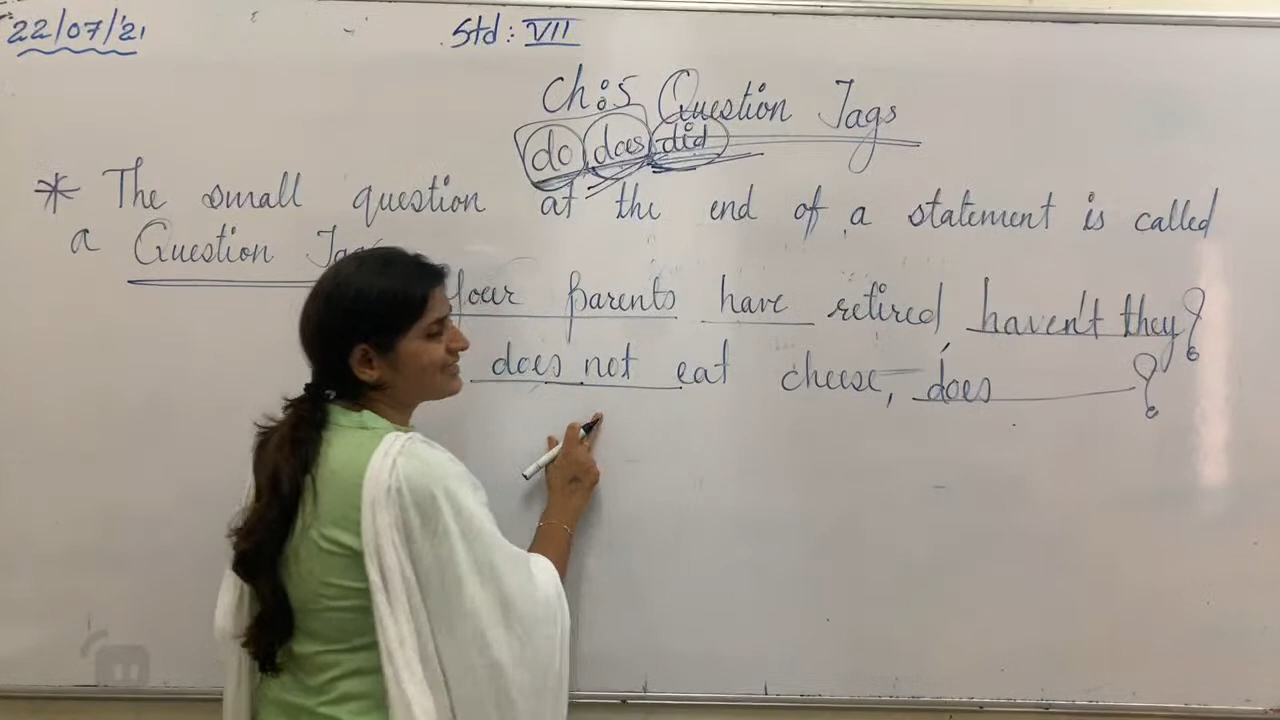 22/07/21
Std : VII
Ch : 5 Question Tags
do does did
* The small question at the end of a statement is called
a Question Tag
Your parents have retired, haven't they?
does not eat cheese, does ?